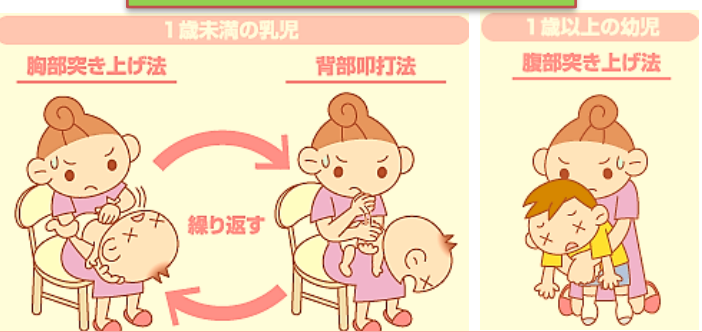 1歳未満の乳児
胸部突き上げ法
背部叩打法
繰り返す
1歳以上の幼児
腹部突き上げ法